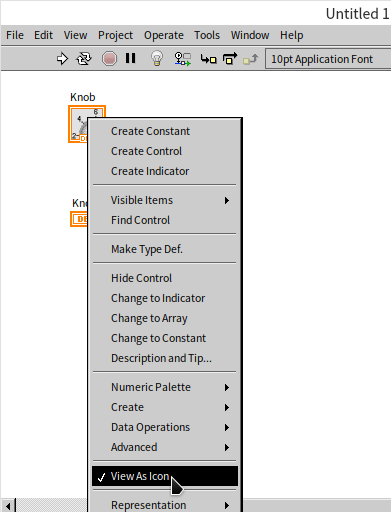 Untitled 1
File Edit View Project Operate Tools Window Help
10pt Application Font
Knob
Create Constant
Create Control
Create Indicator
Visible Items
Find Control
Make Type Def.
Hide Control
Change to Indicator
Change to Array
Change to Constant
Description and Tip...
Numeric Palette
Create
Data Operations
Advanced
View As Icon
Representation